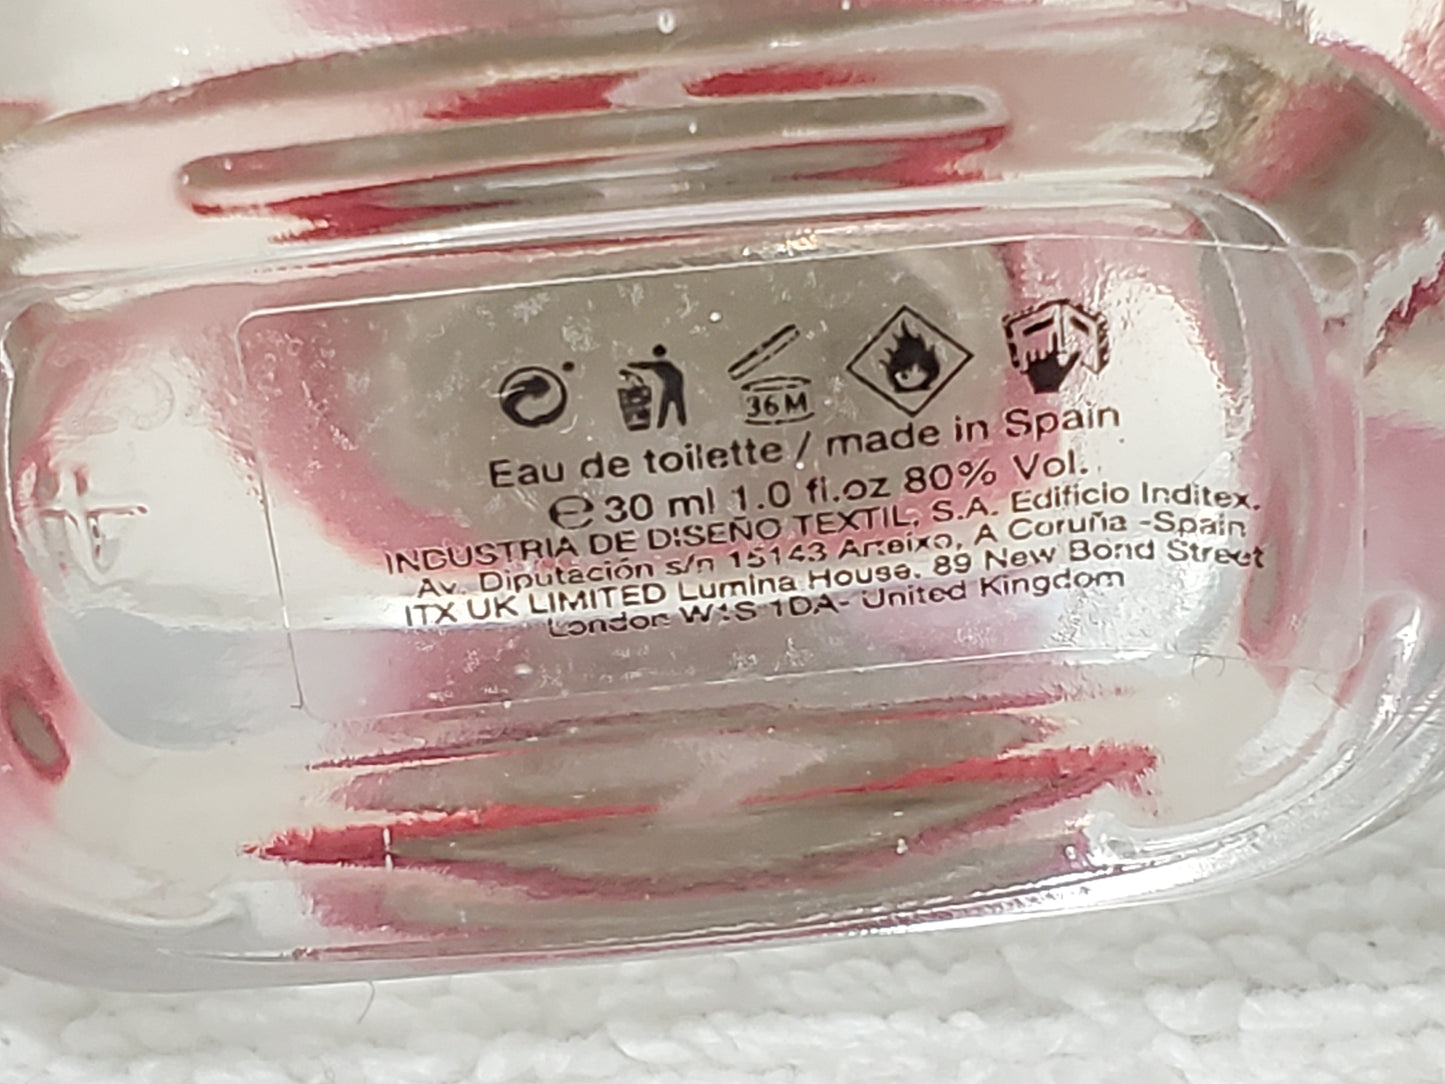 36M
Eau de toilette / made in Spain
℮ 30 ml 1.0 fl.oz 80% Vol.
INDUSTRIA DE DISEÑO TEXTIL, S.A. Edificio Inditex.
Av. Diputación s/n 15143 Arteixo, A Coruña -Spain
ITX UK LIMITED Lumina House. 89 New Bond Street
London W1S 1DA- United Kingdom